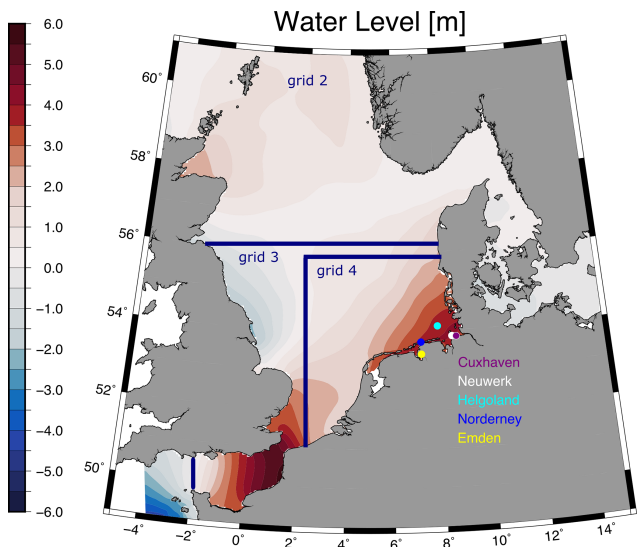 Water Level [m]
6.0
5.0
4.0
3.0
2.0
1.0
0.0
−1.0
−2.0
−3.0
−4.0
−5.0
−6.0
60°
58°
56°
54°
52°
50°
grid 2
grid 3
grid 4
Cuxhaven
Neuwerk
Helgoland
Norderney
Emden
−4° −2° 0° 2° 4° 6° 8° 10° 12° 14°